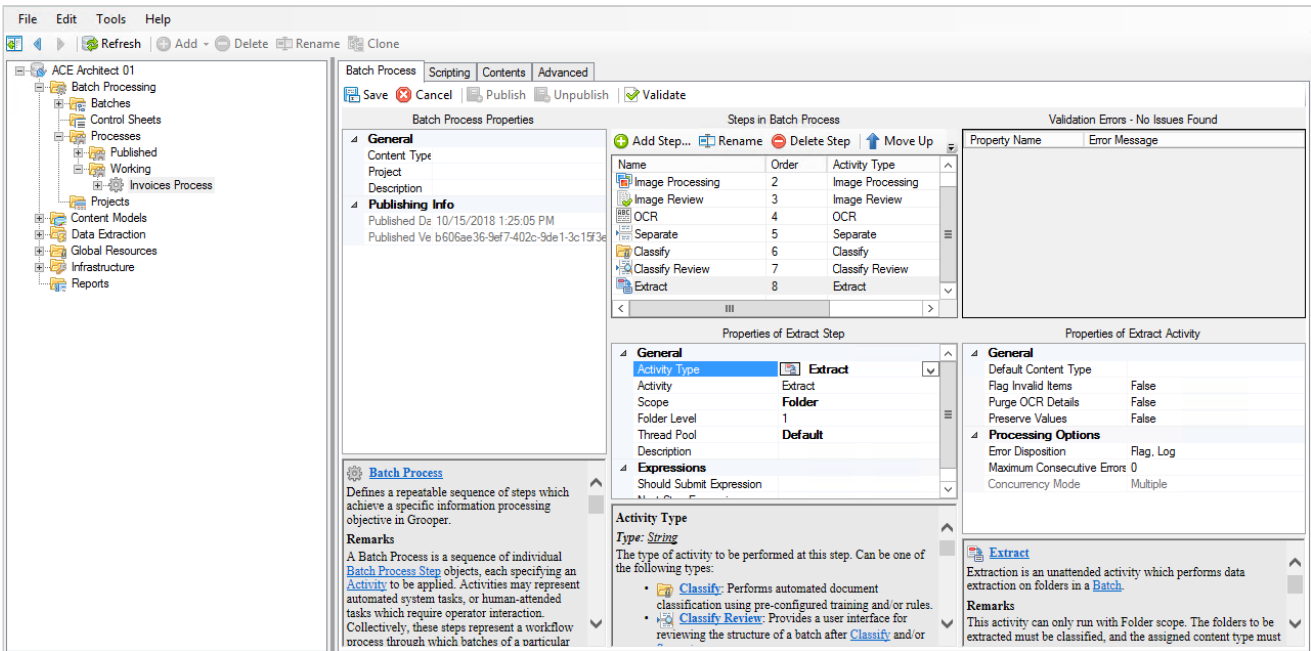 File Edit Tools Help
Refresh Add Delete Rename Clone
ACE Architect 01
Batch Processing
Batches
Control Sheets
Processes
Published
Working
Invoices Process
Projects
Content Models
Data Extraction
Global Resources
Infrastructure
Reports
Batch Process Scripting Contents Advanced
Save Cancel Publish Unpublish Validate
Batch Process Properties
General
Content Type
Project
Description
Publishing Info
Published Da 10/15/2018 1:25:05 PM
Published Ve b606ae36-9ef7-402c-9de1-3c15f3e
Batch Process
Defines a repeatable sequence of steps which
achieve a specific information processing
objective in Grooper.
Remarks
A Batch Process is a sequence of individual
Batch Process Step objects, each specifying an
Activity to be applied. Activities may represent
automated system tasks, or human-attended
tasks which require operator interaction.
Collectively, these steps represent a workflow
process through which batches of a particular
Steps in Batch Process
Add Step... Rename Delete Step Move Up
Name Order Activity Type
Image Processing 2 Image Processing
Image Review 3 Image Review
OCR 4 OCR
Separate 5 Separate
Classify 6 Classify
Classify Review 7 Classify Review
Extract 8 Extract
Properties of Extract Step
General
Activity Type Extract
Activity Extract
Scope Folder
Folder Level 1
Thread Pool Default
Description
Expressions
Should Submit Expression
Activity Type
Type: String
The type of activity to be performed at this step. Can be one of
the following types:
• Classify: Performs automated document
classification using pre-configured training and/or rules.
• Classify Review: Provides a user interface for
reviewing the structure of a batch after Classify and/or
Validation Errors - No Issues Found
Property Name Error Message
Properties of Extract Activity
General
Default Content Type
Flag Invalid Items False
Purge OCR Details False
Preserve Values False
Processing Options
Error Disposition Flag, Log
Maximum Consecutive Errors 0
Concurrency Mode Multiple
Extract
Extraction is an unattended activity which performs data
extraction on folders in a Batch.
Remarks
This activity can only run with Folder scope. The folders to be
extracted must be classified, and the assigned content type must